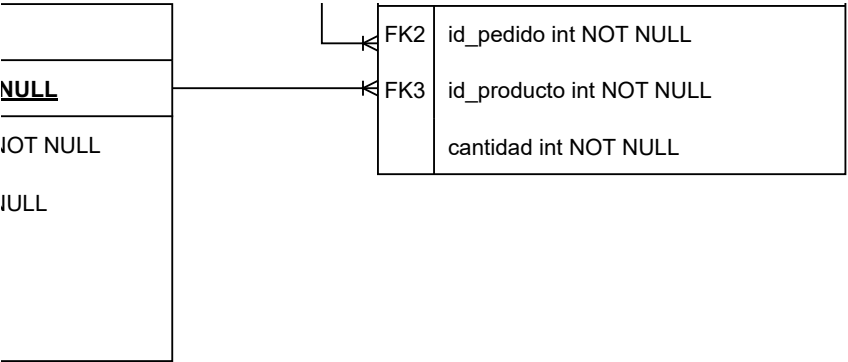 FK2 id_pedido int NOT NULL
NULL
FK3 id_producto int NOT NULL
NOT NULL
cantidad int NOT NULL
NULL